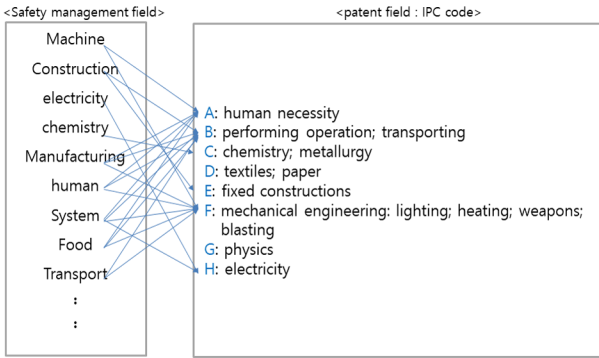 <Safety management field>
<patent field : IPC code>
Machine
Construction
electricity
chemistry
Manufacturing
human
System
Food
Transport
:
:
A: human necessity
B: performing operation; transporting
C: chemistry; metallurgy
D: textiles; paper
E: fixed constructions
F: mechanical engineering: lighting; heating; weapons;
blasting
G: physics
H: electricity